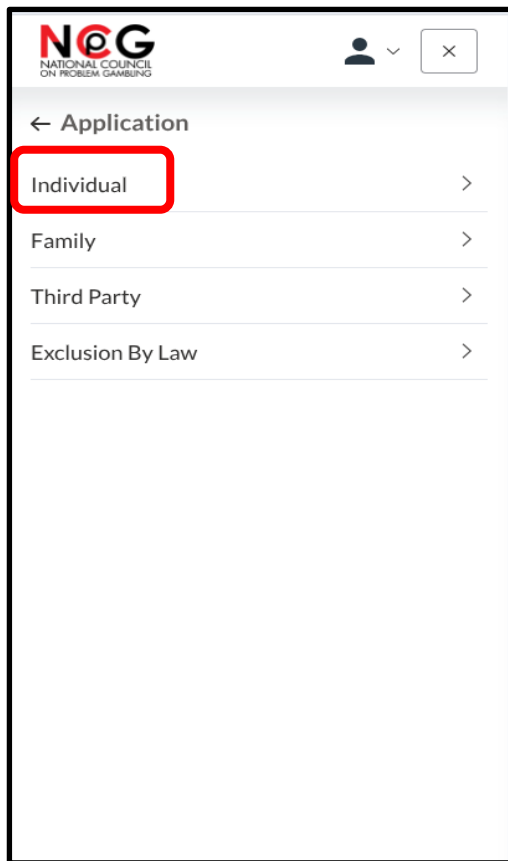 NCPG
NATIONAL COUNCIL
ON PROBLEM GAMBLING
← Application
Individual
Family
Third Party
Exclusion By Law